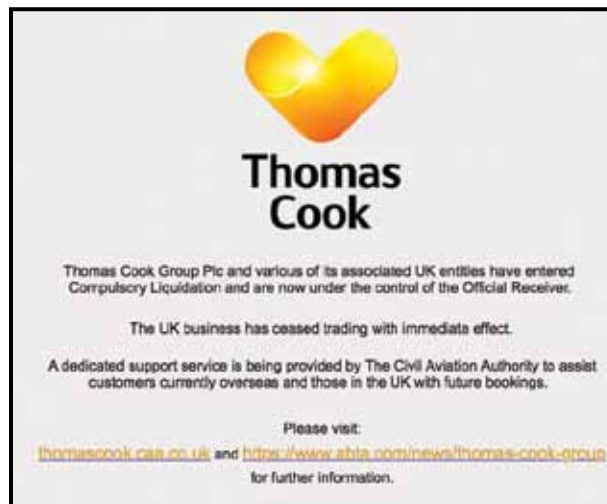 Thomas
Cook
Thomas Cook Group Plc and various of its associated UK entities have entered
Compulsory Liquidation and are now under the control of the Official Receiver.
The UK business has ceased trading with immediate effect.
A dedicated support service is being provided by The Civil Aviation Authority to assist
customers currently overseas and those in the UK with future bookings.
Please visit:
thomascook.caa.co.uk and https://www.abta.com/news/thomas-cook-group
for further information.